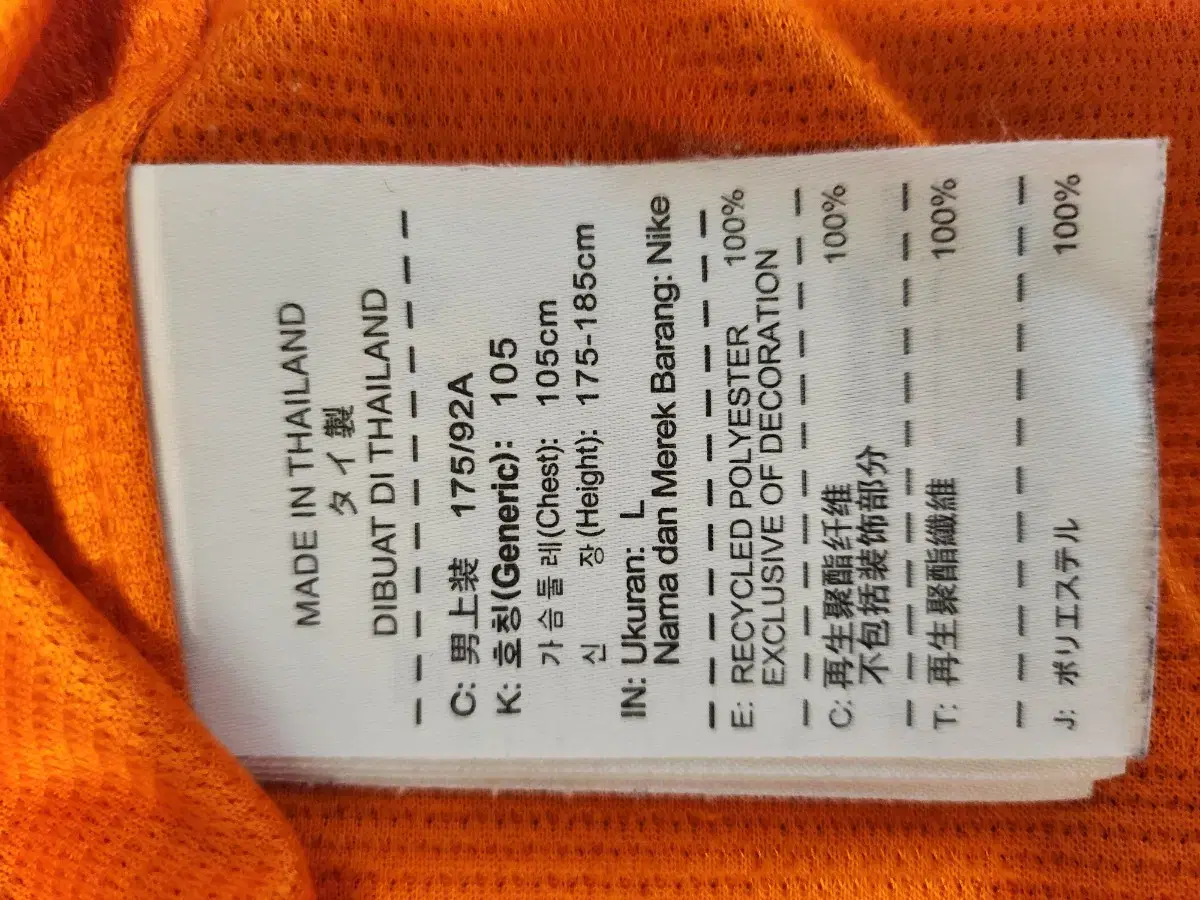 MADE IN THAILAND
タイ製
DIBUAT DI THAILAND
C: 男上装 175/92A
K: 호칭(Generic): 105
가슴둘레(Chest): 105cm
신 장(Height): 175-185cm
IN: Ukuran: L
Nama dan Merek Barang: Nike
E: RECYCLED POLYESTER 100%
EXCLUSIVE OF DECORATION
C: 再生聚酯纤维 100%
不包括装饰部分
T: 再生聚酯纖維 100%
J: ポリエステル 100%